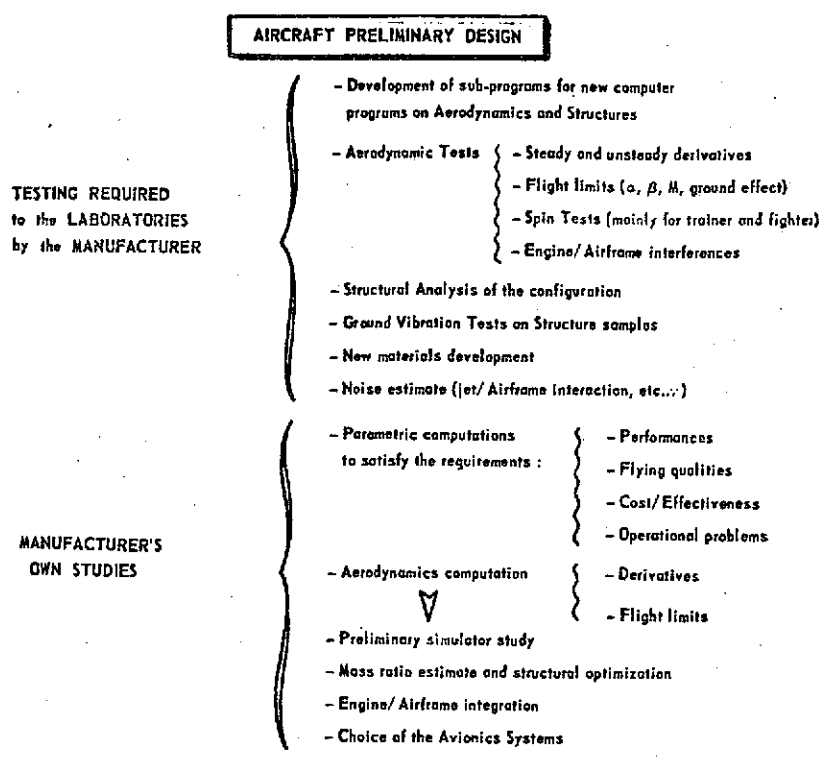 AIRCRAFT PRELIMINARY DESIGN
TESTING REQUIRED
to the LABORATORIES
by the MANUFACTURER
- Development of sub-programs for new computer
programs on Aerodynamics and Structures
- Aerodynamic Tests
- Steady and unsteady derivatives
- Flight limits (α, β, M, ground effect)
- Spin Tests (mainly for trainer and fighter)
- Engine/Airframe interferences
- Structural Analysis of the configuration
- Ground Vibration Tests on Structure samples
- New materials development
- Noise estimate (jet/Airframe Interaction, etc...)
MANUFACTURER'S
OWN STUDIES
- Parametric computations
to satisfy the requirements :
- Performances
- Flying qualities
- Cost/Effectiveness
- Operational problems
- Aerodynamics computation
- Derivatives
- Flight limits
- Preliminary simulator study
- Mass ratio estimate and structural optimization
- Engine/Airframe integration
- Choice of the Avionics Systems